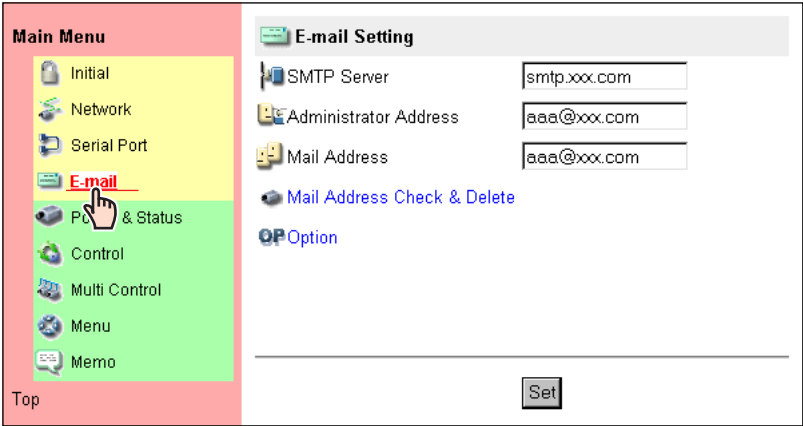 Main Menu
Initial
Network
Serial Port
E-mail
& Status
Control
Multi Control
Menu
Memo
Top
E-mail Setting
SMTP Server smtp.xxx.com
Administrator Address aaa@xxx.com
Mail Address aaa@xxx.com
Mail Address Check & Delete
OP Option
Set